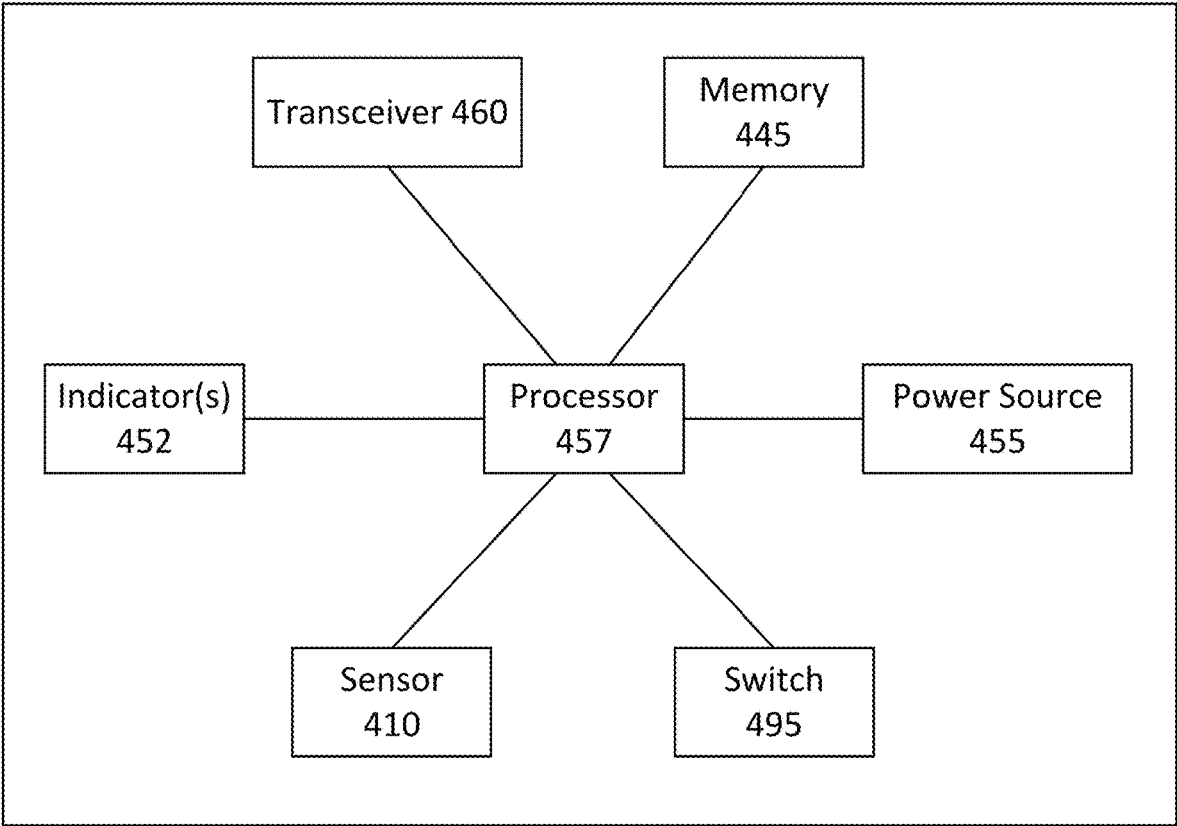 Transceiver 460
Memory
445
Indicator(s)
452
Processor
457
Power Source
455
Sensor
410
Switch
495